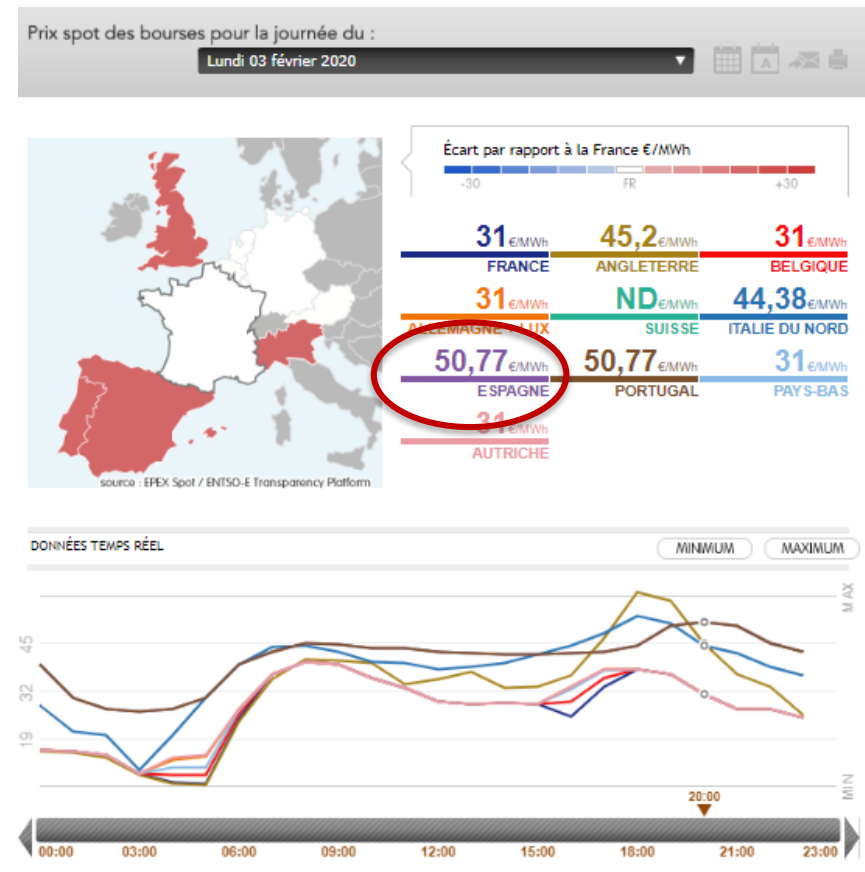 Prix spot des bourses pour la journée du :
Lundi 03 février 2020
A
Écart par rapport à la France €/MWh
-30 FR +30
31 €/MWh 45,2 €/MWh 31 €/MWh
FRANCE ANGLETERRE BELGIQUE
31 €/MWh ND €/MWh 44,38 €/MWh
ALLEMAGNE / LUX SUISSE ITALIE DU NORD
50,77 €/MWh 50,77 €/MWh 31 €/MWh
ESPAGNE PORTUGAL PAYS-BAS
31 €/MWh
AUTRICHE
source : EPEX Spot / ENTSO-E Transparency Platform
DONNÉES TEMPS RÉEL MINIMUM MAXIMUM
MAX
45
32
19
MIN
20:00
00:00 03:00 06:00 09:00 12:00 15:00 18:00 21:00 23:00